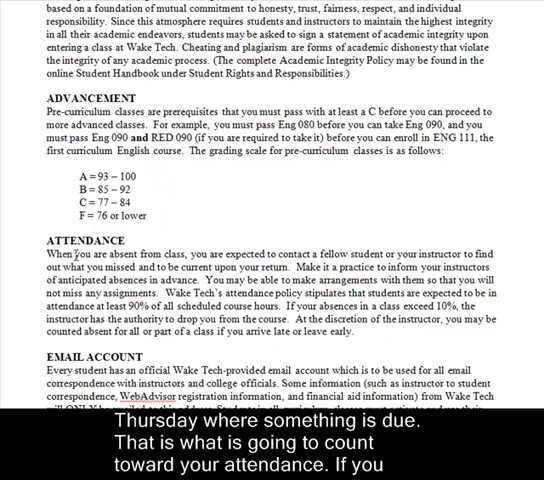 based on a foundation of mutual commitment to honesty, trust, fairness, respect, and individual
responsibility. Since this atmosphere requires students and instructors to maintain the highest integrity
in all their academic endeavors, students may be asked to sign a statement of academic integrity upon
entering a class at Wake Tech. Cheating and plagiarism are forms of academic dishonesty that violate
the integrity of any academic process. (The complete Academic Integrity Policy may be found in the
online Student Handbook under Student Rights and Responsibilities.)
ADVANCEMENT
Pre-curriculum classes are prerequisites that you must pass with at least a C before you can proceed to
more advanced classes. For example, you must pass Eng 080 before you can take Eng 090, and you
must pass Eng 090 and RED 090 (if you are required to take it) before you can enroll in ENG 111, the
first curriculum English course. The grading scale for pre-curriculum classes is as follows:
A = 93 – 100
B = 85 – 92
C = 77 – 84
F = 76 or lower
ATTENDANCE
When you are absent from class, you are expected to contact a fellow student or your instructor to find
out what you missed and to be current upon your return. Make it a practice to inform your instructors
of anticipated absences in advance. You may be able to make arrangements with them so that you will
not miss any assignments. Wake Tech's attendance policy stipulates that students are expected to be in
attendance at least 90% of all scheduled course hours. If your absences in a class exceed 10%, the
instructor has the authority to drop you from the course. At the discretion of the instructor, you may be
counted absent for all or part of a class if you arrive late or leave early.
EMAIL ACCOUNT
Every student has an official Wake Tech-provided email account which is to be used for all email
correspondence with instructors and college officials. Some information (such as instructor to student
correspondence, WebAdvisor registration information, and financial aid information) from Wake Tech
Thursday where something is due.
That is what is going to count
toward your attendance. If you